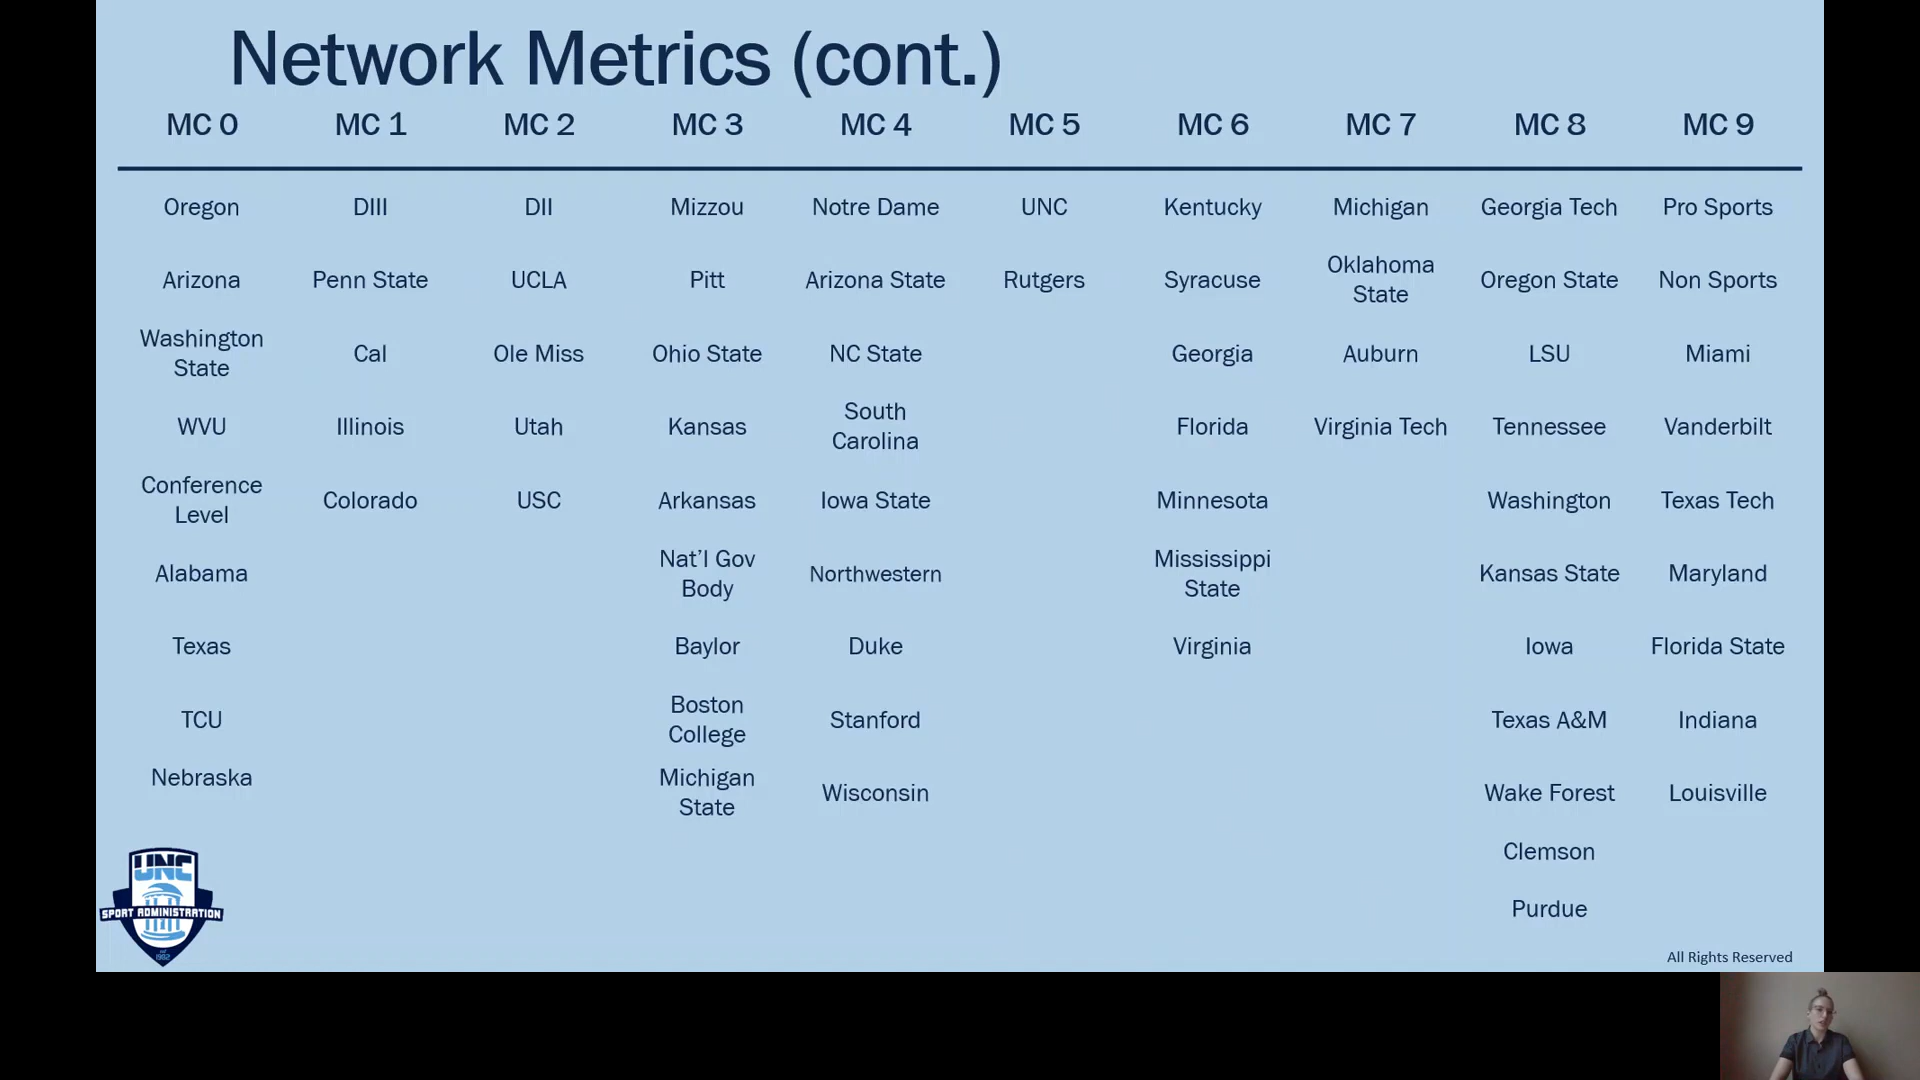 Network Metrics (cont.)
MC 0 MC 1 MC 2 MC 3 MC 4 MC 5 MC 6 MC 7 MC 8 MC 9
Oregon DIII DII Mizzou Notre Dame UNC Kentucky Michigan Georgia Tech Pro Sports
Arizona Penn State UCLA Pitt Arizona State Rutgers Syracuse Oklahoma State Oregon State Non Sports
Washington State Cal Ole Miss Ohio State NC State Georgia Auburn LSU Miami
WVU Illinois Utah Kansas South Carolina Florida Virginia Tech Tennessee Vanderbilt
Conference Level Colorado USC Arkansas Iowa State Minnesota Washington Texas Tech
Alabama Nat'l Gov Body Northwestern Mississippi State Kansas State Maryland
Texas Baylor Duke Virginia Iowa Florida State
TCU Boston College Stanford Texas A&M Indiana
Nebraska Michigan State Wisconsin Wake Forest Louisville
Clemson
Purdue
UNC
SPORT ADMINISTRATION
All Rights Reserved